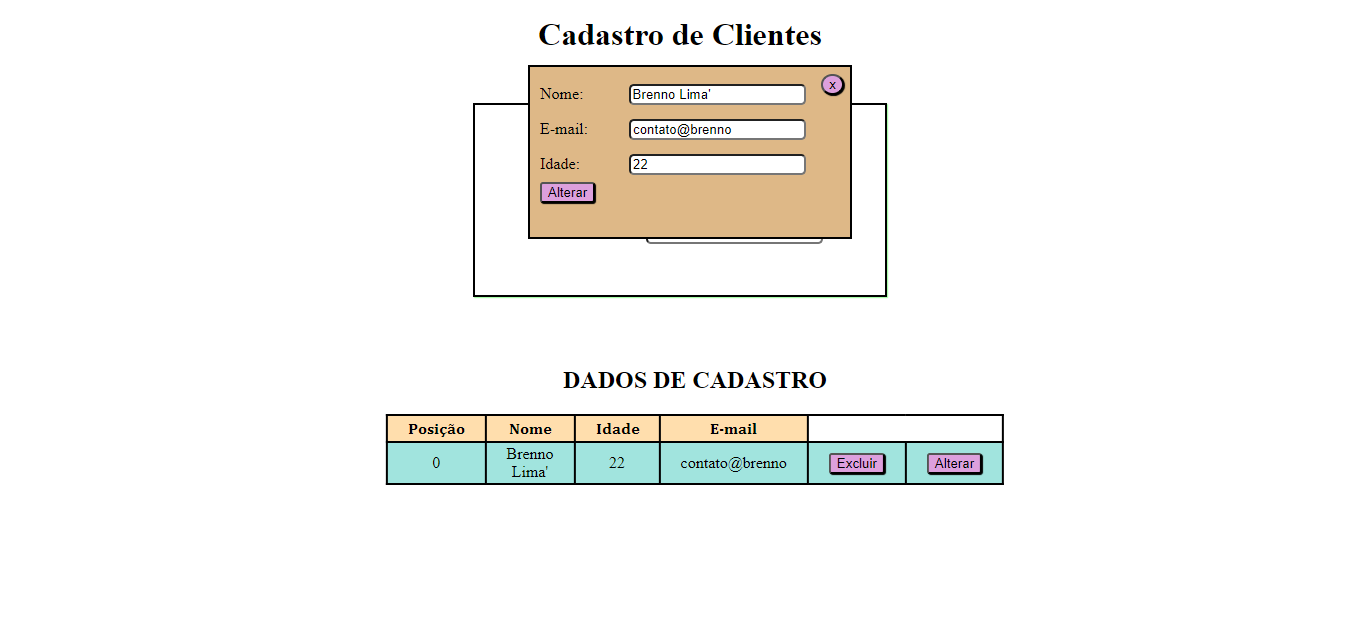 Cadastro de Clientes
x
Nome: Brenno Lima'
E-mail: contato@brenno
Idade: 22
Alterar
DADOS DE CADASTRO
Posição Nome Idade E-mail
0 Brenno Lima' 22 contato@brenno Excluir Alterar